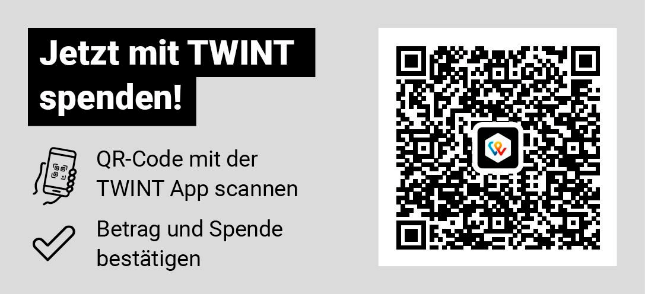 Jetzt mit TWINT
spenden!
QR-Code mit der
TWINT App scannen
Betrag und Spende
bestätigen